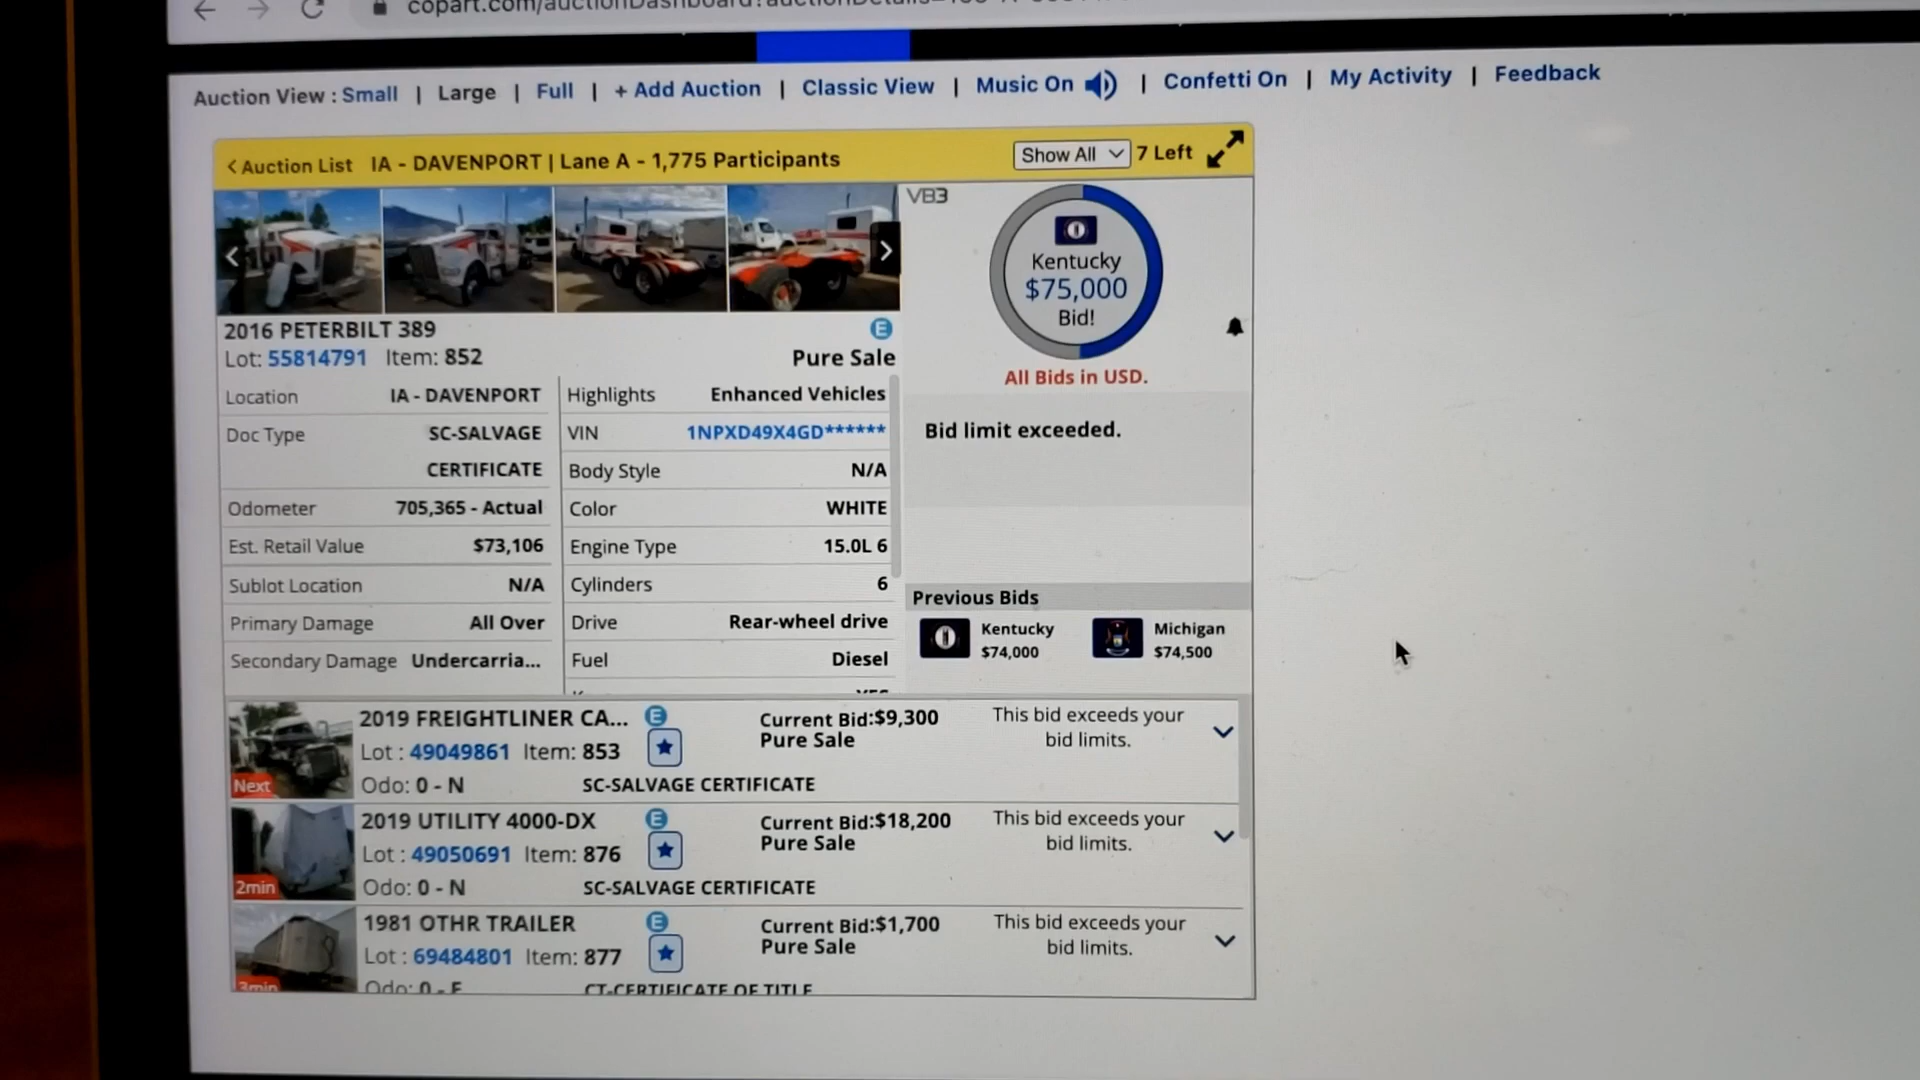 Auction View : Small | Large | Full | + Add Auction | Classic View | Music On | Confetti On | My Activity | Feedback
Auction List IA - DAVENPORT | Lane A - 1,775 Participants Show All 7 Left
VB3
Kentucky
$75,000
Bid!
All Bids in USD.
2016 PETERBILT 389 E
Lot: 55814791 Item: 852 Pure Sale
Location IA - DAVENPORT
Doc Type SC-SALVAGE
CERTIFICATE
Odometer 705,365 - Actual
Est. Retail Value $73,106
Sublot Location N/A
Primary Damage All Over
Secondary Damage Undercarria...
Highlights Enhanced Vehicles
VIN 1NPXD49X4GD******
Body Style N/A
Color WHITE
Engine Type 15.0L 6
Cylinders 6
Drive Rear-wheel drive
Fuel Diesel
Bid limit exceeded.
Previous Bids
Kentucky
$74,000
Michigan
$74,500
2019 FREIGHTLINER CA... E
Lot : 49049861 Item: 853
Odo: 0 - N SC-SALVAGE CERTIFICATE
Next
Current Bid:$9,300
Pure Sale
This bid exceeds your
bid limits.
2019 UTILITY 4000-DX E
Lot : 49050691 Item: 876
Odo: 0 - N SC-SALVAGE CERTIFICATE
2min
Current Bid:$18,200
Pure Sale
This bid exceeds your
bid limits.
1981 OTHR TRAILER E
Lot : 69484801 Item: 877
Odo: 0 - E CT-CERTIFICATE OF TITLE
3min
Current Bid:$1,700
Pure Sale
This bid exceeds your
bid limits.